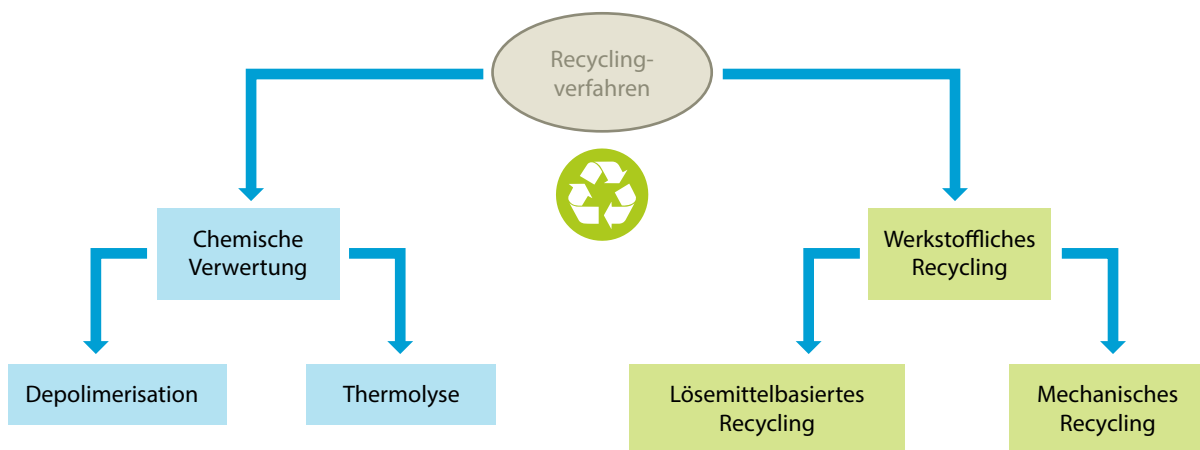 Recycling-
verfahren
Chemische
Verwertung
Werkstoffliches
Recycling
Depolimerisation
Thermolyse
Lösemittelbasiertes
Recycling
Mechanisches
Recycling